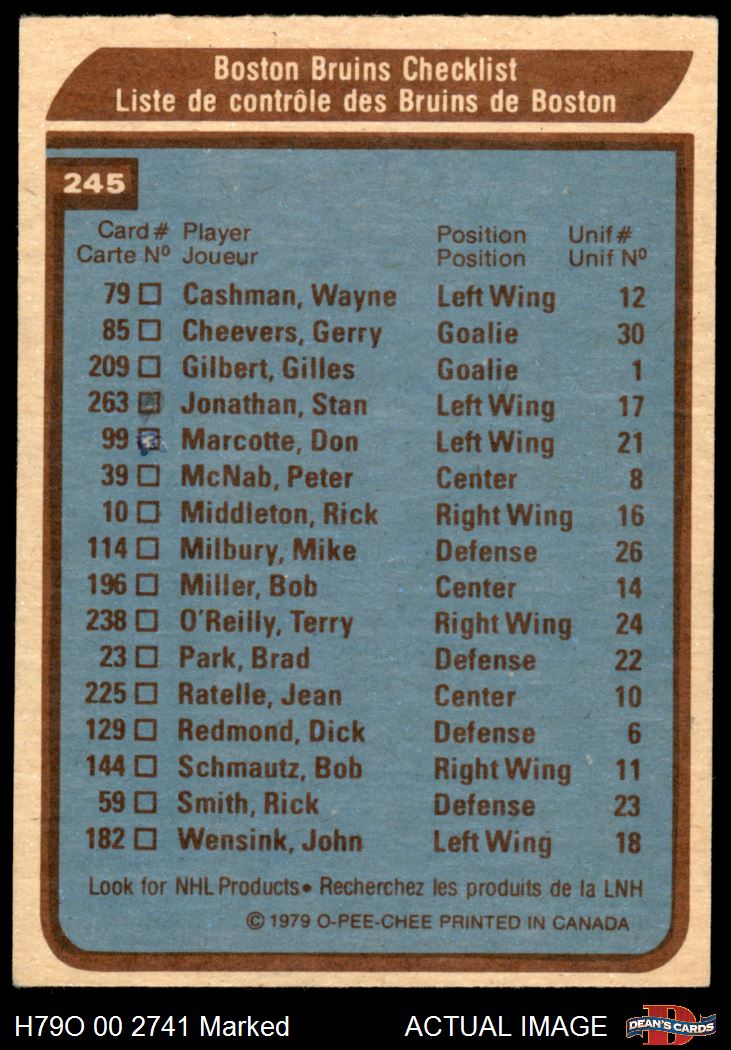 Boston Bruins Checklist
Liste de contrôle des Bruins de Boston
245
Card # Player Position Unif #
Carte Nº Joueur Position Unif Nº
79 Cashman, Wayne Left Wing 12
85 Cheevers, Gerry Goalie 30
209 Gilbert, Gilles Goalie 1
263 Jonathan, Stan Left Wing 17
99 Marcotte, Don Left Wing 21
39 McNab, Peter Center 8
10 Middleton, Rick Right Wing 16
114 Milbury, Mike Defense 26
196 Miller, Bob Center 14
238 O'Reilly, Terry Right Wing 24
23 Park, Brad Defense 22
225 Ratelle, Jean Center 10
129 Redmond, Dick Defense 6
144 Schmautz, Bob Right Wing 11
59 Smith, Rick Defense 23
182 Wensink, John Left Wing 18
Look for NHL Products • Recherchez les produits de la LNH
© 1979 O-PEE-CHEE PRINTED IN CANADA
H79O 00 2741 Marked ACTUAL IMAGE D DEAN'S CARDS